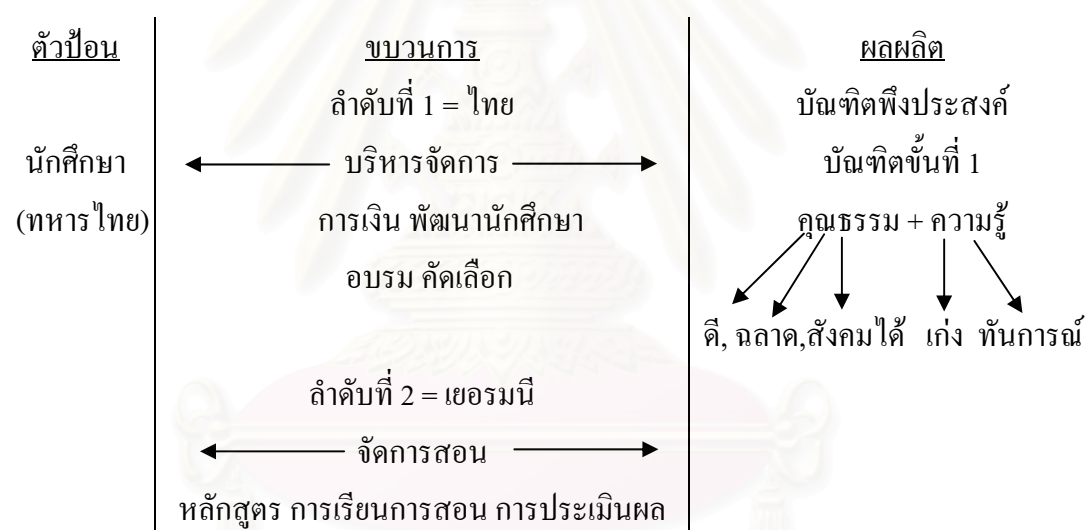 ตัวป้อน ขบวนการ ผลผลิต
ลำดับที่ 1 = ไทย บัณฑิตพึงประสงค์
นักศึกษา บริหารจัดการ บัณฑิตขั้นที่ 1
(ทหารไทย) การเงิน พัฒนานักศึกษา คุณธรรม + ความรู้
อบรม คัดเลือก
ดี, ฉลาด,สังคมได้ เก่ง ทันการณ์
ลำดับที่ 2 = เยอรมนี
จัดการสอน
หลักสูตร การเรียนการสอน การประเมินผล